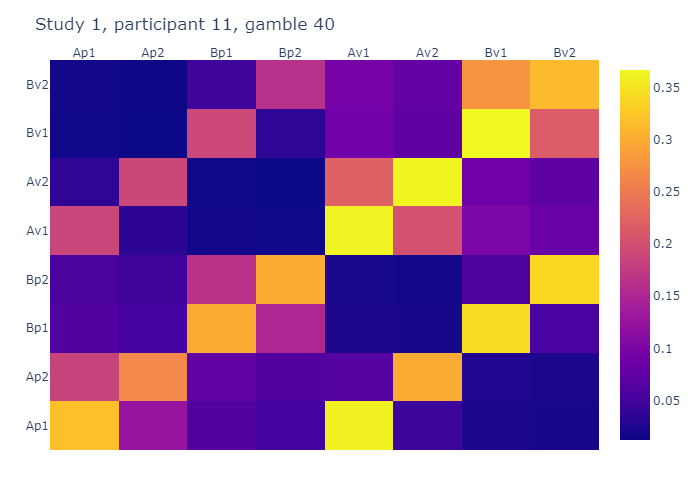 Study 1, participant 11, gamble 40
Ap1 Ap2 Bp1 Bp2 Av1 Av2 Bv1 Bv2
Bv2
Bv1
Av2
Av1
Bp2
Bp1
Ap2
Ap1
0.35
0.3
0.25
0.2
0.15
0.1
0.05